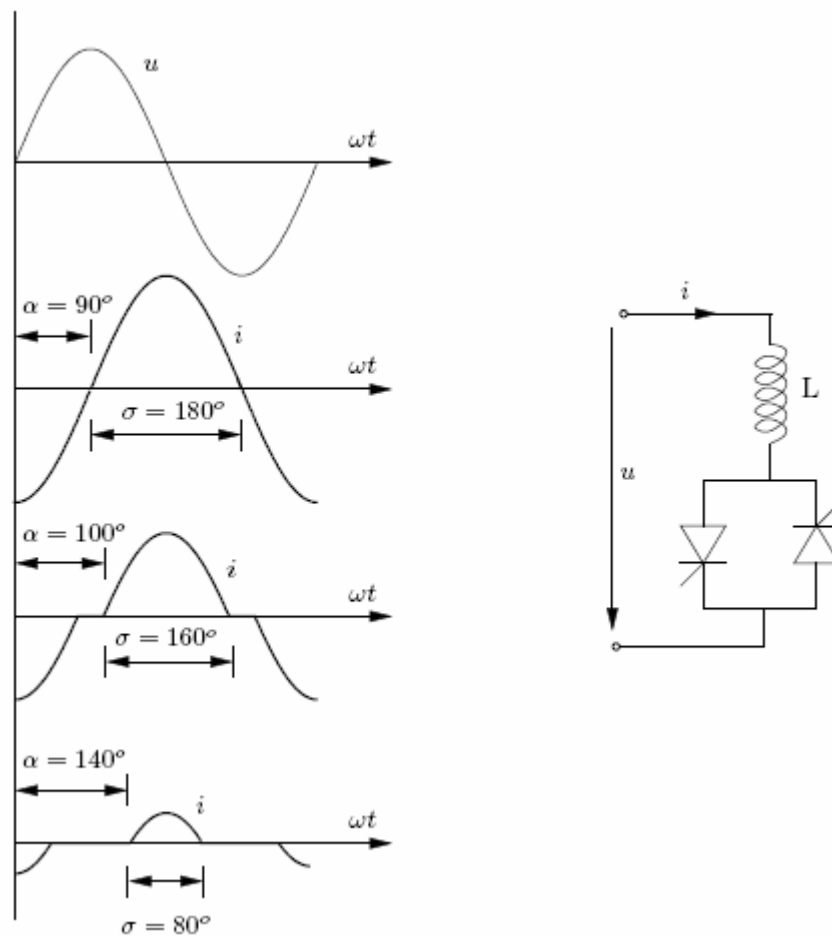 u
ωt
α = 90°
i
ωt
σ = 180°
α = 100°
i
ωt
σ = 160°
α = 140°
i
ωt
σ = 80°
i
L
u